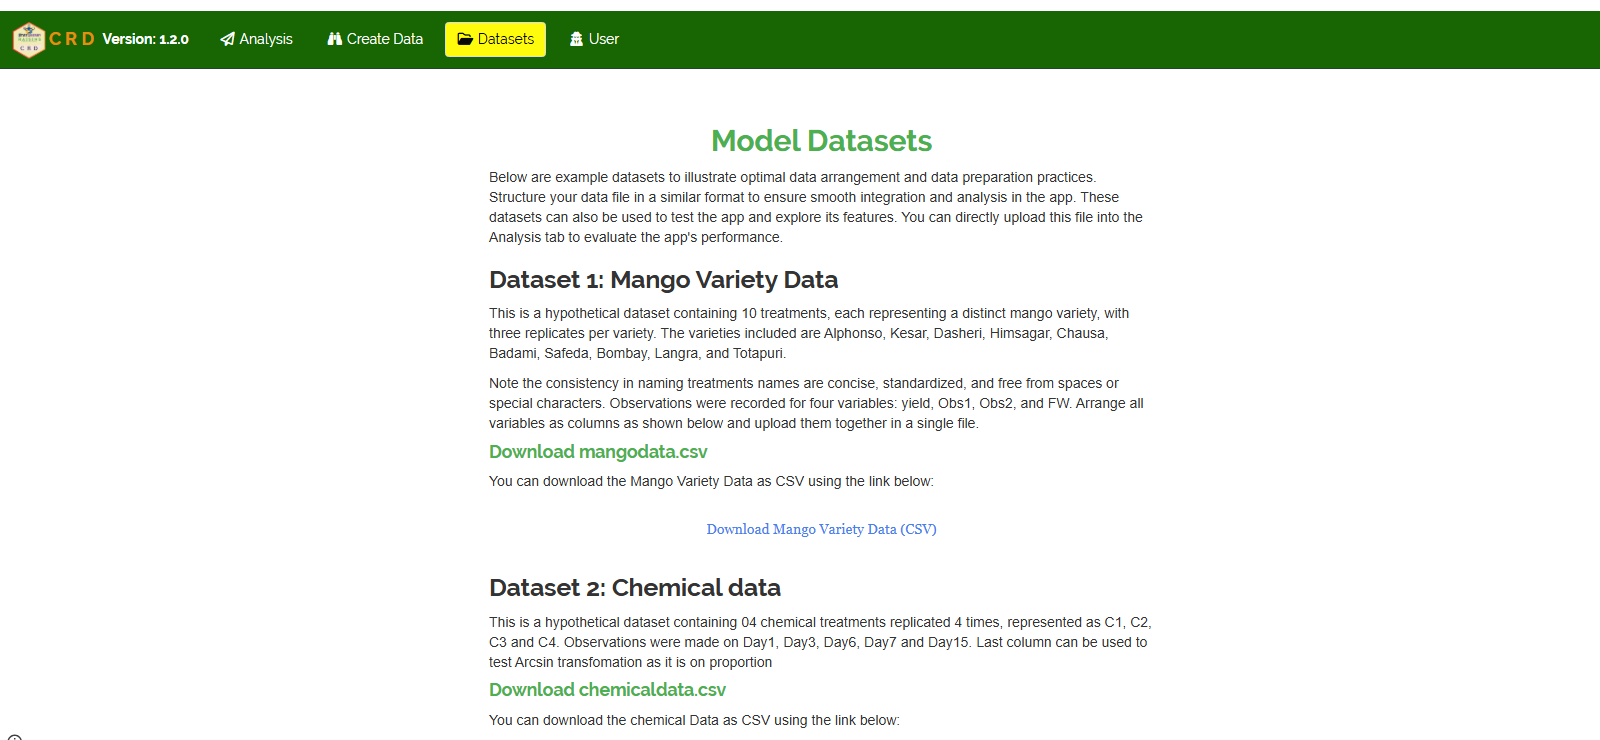 CRD Version: 1.2.0 Analysis Create Data Datasets User
CRD
Model Datasets
Below are example datasets to illustrate optimal data arrangement and data preparation practices.
Structure your data file in a similar format to ensure smooth integration and analysis in the app. These
datasets can also be used to test the app and explore its features. You can directly upload this file into the
Analysis tab to evaluate the app's performance.
Dataset 1: Mango Variety Data
This is a hypothetical dataset containing 10 treatments, each representing a distinct mango variety, with
three replicates per variety. The varieties included are Alphonso, Kesar, Dasheri, Himsagar, Chausa,
Badami, Safeda, Bombay, Langra, and Totapuri.
Note the consistency in naming treatments names are concise, standardized, and free from spaces or
special characters. Observations were recorded for four variables: yield, Obs1, Obs2, and FW. Arrange all
variables as columns as shown below and upload them together in a single file.
Download mangodata.csv
You can download the Mango Variety Data as CSV using the link below:
Download Mango Variety Data (CSV)
Dataset 2: Chemical data
This is a hypothetical dataset containing 04 chemical treatments replicated 4 times, represented as C1, C2,
C3 and C4. Observations were made on Day1, Day3, Day6, Day7 and Day15. Last column can be used to
test Arcsin transfomation as it is on proportion
Download chemicaldata.csv
You can download the chemical Data as CSV using the link below: